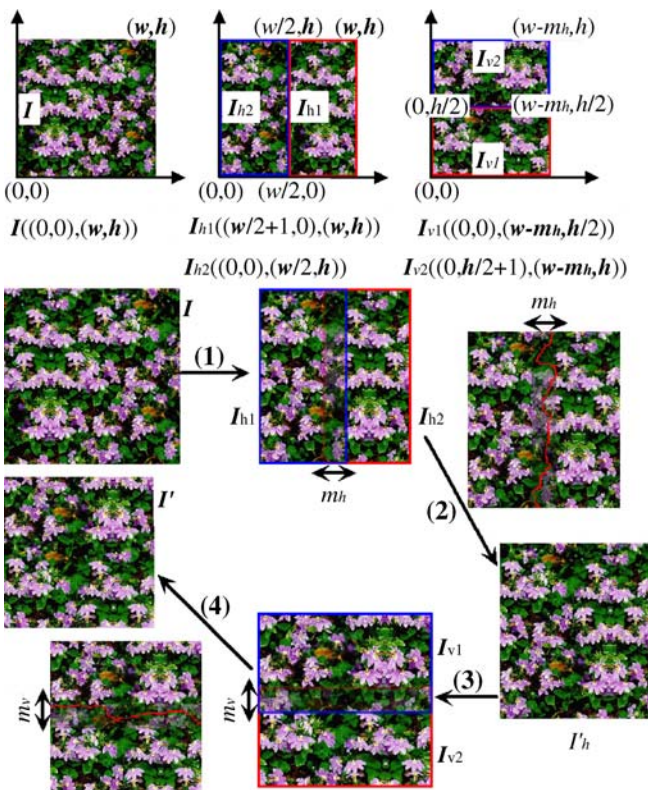 (w,h) (w/2,h) (w,h) (w-mh,h)
I Ih2 Ih1 Iv2
(0,h/2) (w-mh,h/2)
Iv1
(0,0) (0,0) (w/2,0) (0,0)
I((0,0),(w,h)) Ih1((w/2+1,0),(w,h)) Iv1((0,0),(w-mh,h/2))
Ih2((0,0),(w/2,h)) Iv2((0,h/2+1),(w-mh,h))
I mh
(1)
Ih1 Ih2
mh
I' (2)
(4)
Iv1
mv mv (3)
Iv2
I'h